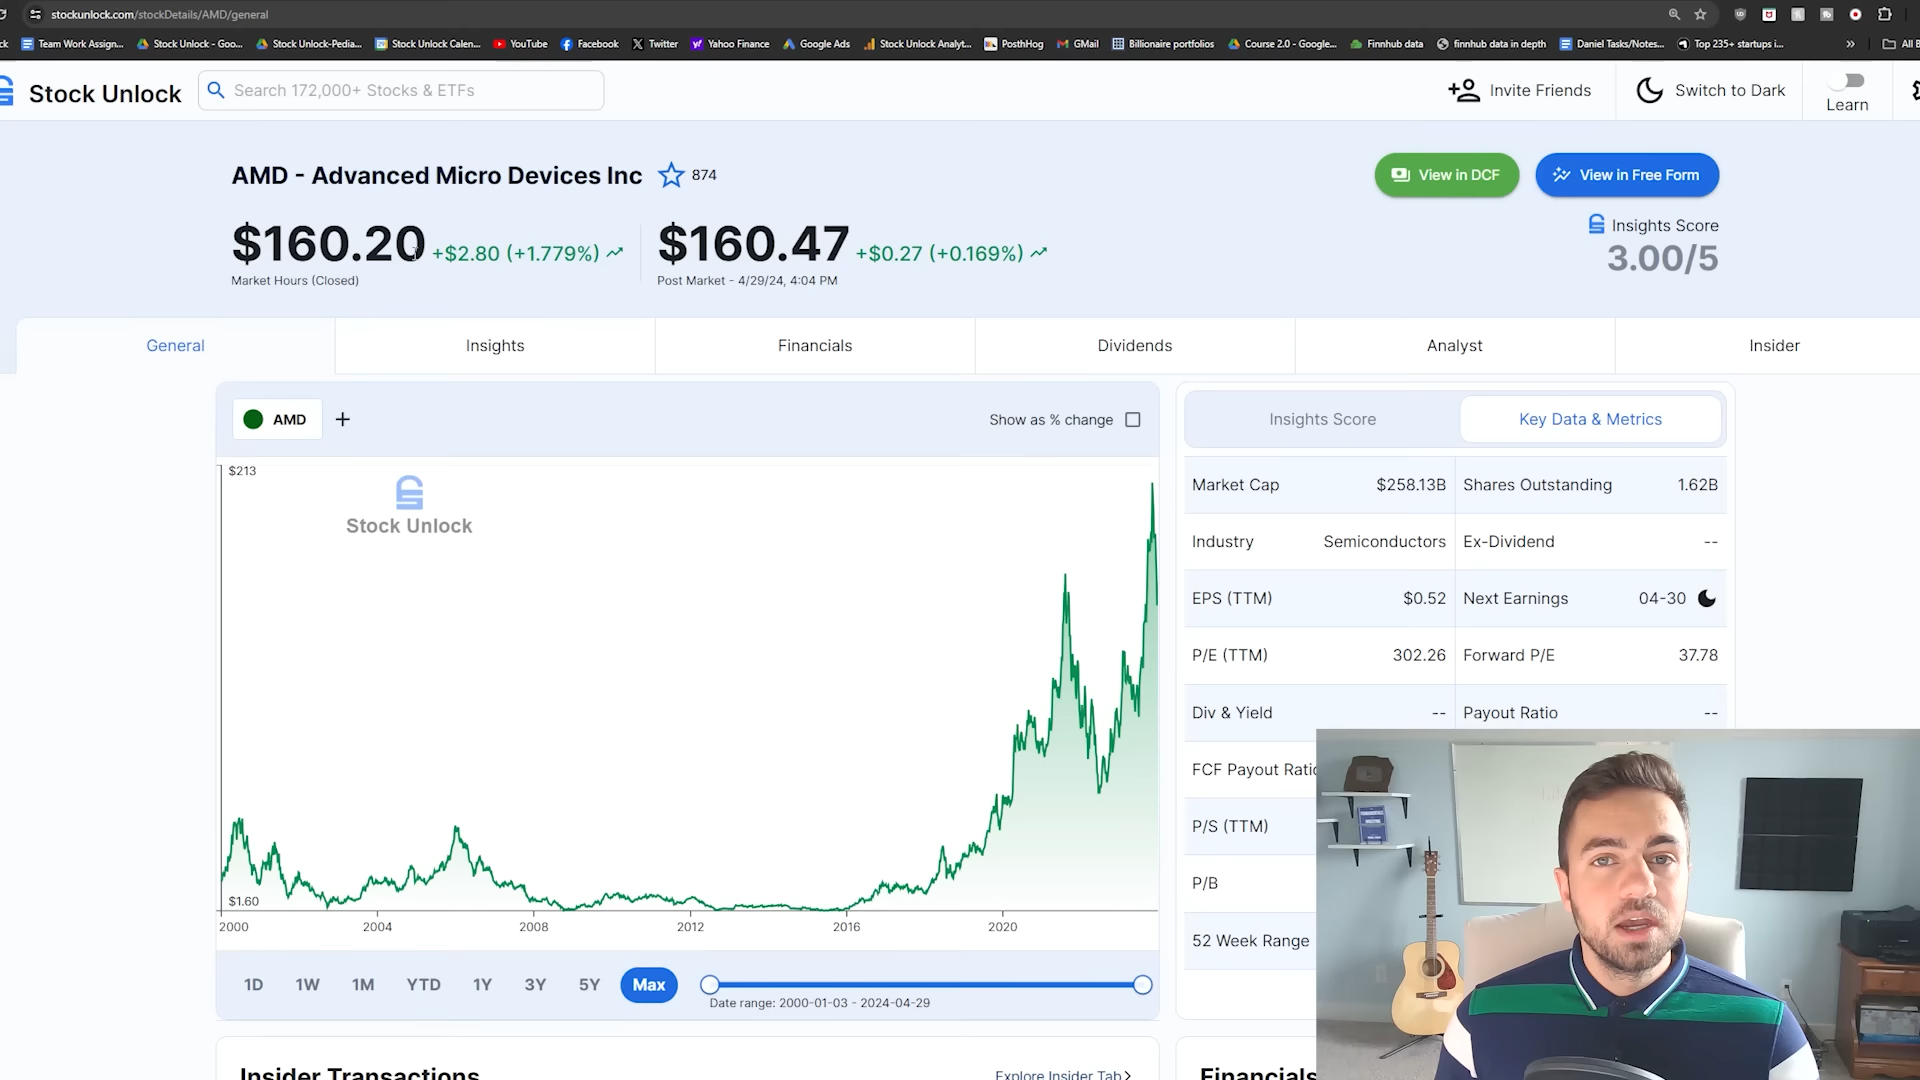 stockunlock.com/stockDetails/AMD/general
ck Team Work Assign... Stock Unlock - Goo... Stock Unlock-Pedia... Stock Unlock Calen... YouTube Facebook Twitter Yahoo Finance Google Ads Stock Unlock Analyt... PostHog GMail Billionaire portfolios Course 2.0 - Google... Finnhub data finnhub data in depth Daniel Tasks/Notes... Top 235+ startups i... » All B
Stock Unlock Search 172,000+ Stocks & ETFs Invite Friends Switch to Dark Learn
AMD - Advanced Micro Devices Inc 874 View in DCF View in Free Form
$160.20 +$2.80 (+1.779%) $160.47 +$0.27 (+0.169%) Insights Score
3.00/5
Market Hours (Closed) Post Market - 4/29/24, 4:04 PM
General Insights Financials Dividends Analyst Insider
AMD + Show as % change Insights Score Key Data & Metrics
$213
Stock Unlock
Market Cap $258.13B Shares Outstanding 1.62B
Industry Semiconductors Ex-Dividend --
EPS (TTM) $0.52 Next Earnings 04-30
P/E (TTM) 302.26 Forward P/E 37.78
Div & Yield -- Payout Ratio --
FCF Payout Ratio
P/S (TTM)
P/B
52 Week Range
$1.60
2000 2004 2008 2012 2016 2020
1D 1W 1M YTD 1Y 3Y 5Y Max
Date range: 2000-01-03 - 2024-04-29
Insider Transactions Explore Insider Tab Financials